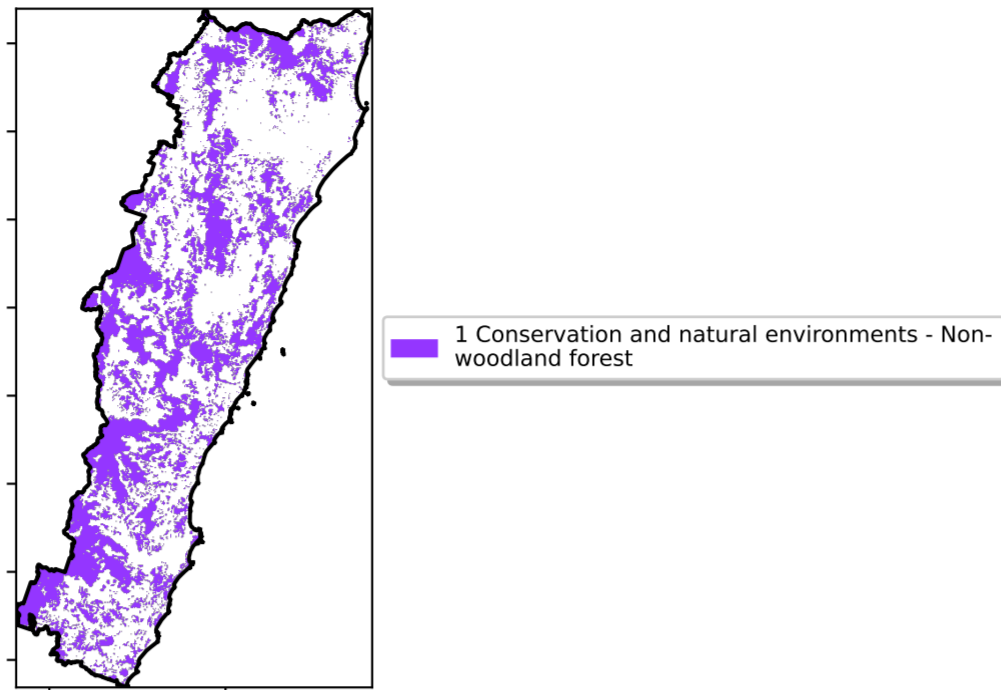 1 Conservation and natural environments - Non-
woodland forest